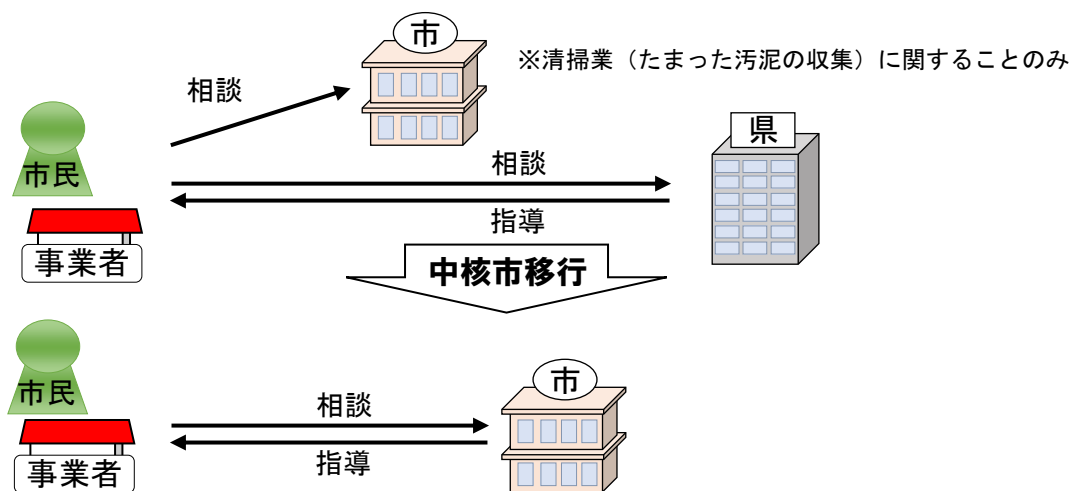 市
※清掃業（たまった汚泥の収集）に関することのみ
相談
県
市民
相談
指導
事業者
中核市移行
市民
市
相談
指導
事業者